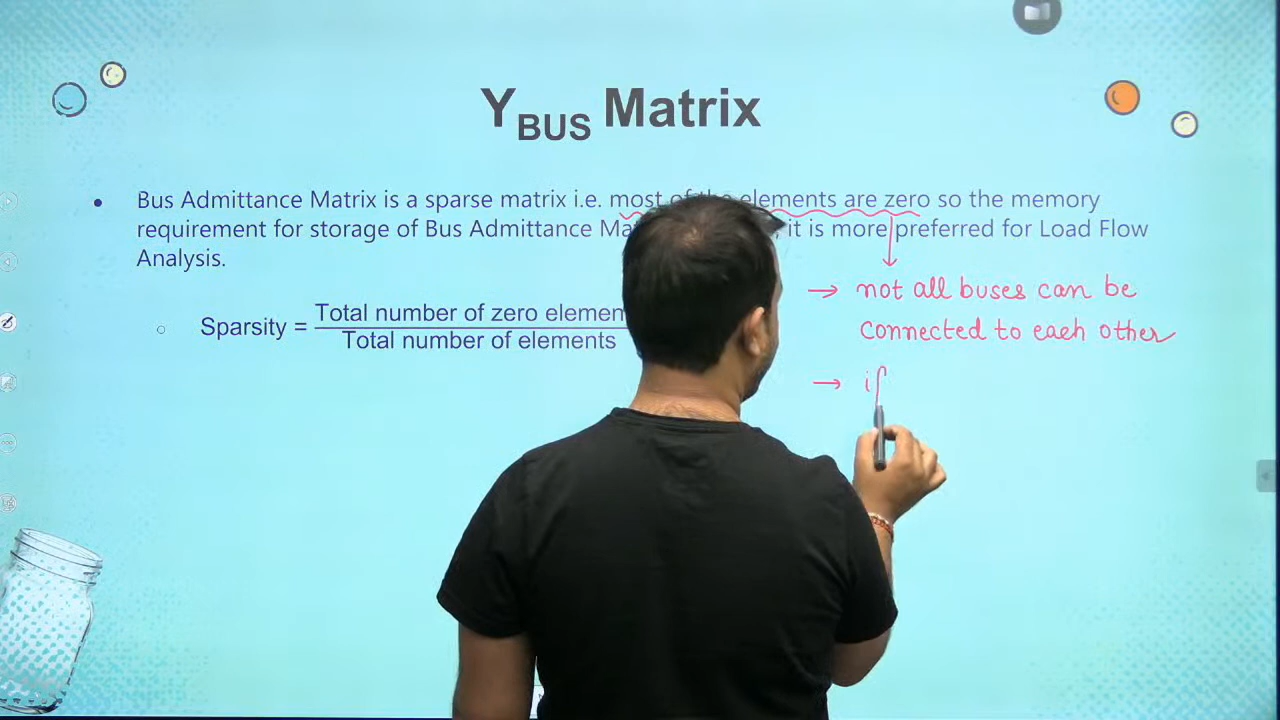 YBUS Matrix
• Bus Admittance Matrix is a sparse matrix i.e. most of the elements are zero so the memory
requirement for storage of Bus Admittance it is more preferred for Load Flow
Analysis.
→ not all buses can be
connected to each other
○ Sparsity = Total number of zero
Total number of elements
→ if